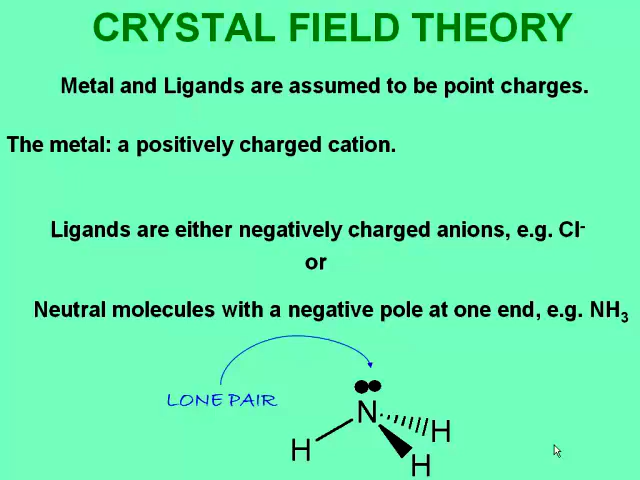 CRYSTAL FIELD THEORY
Metal and Ligands are assumed to be point charges.
The metal: a positively charged cation.
Ligands are either negatively charged anions, e.g. Cl⁻
or
Neutral molecules with a negative pole at one end, e.g. NH₃
LONE PAIR
N
H
H
H